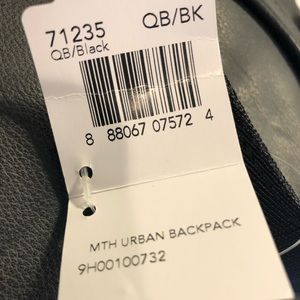 71235 QB/BK
QB/Black
8 88067 07572 4
MTH URBAN BACKPACK
9H00100732